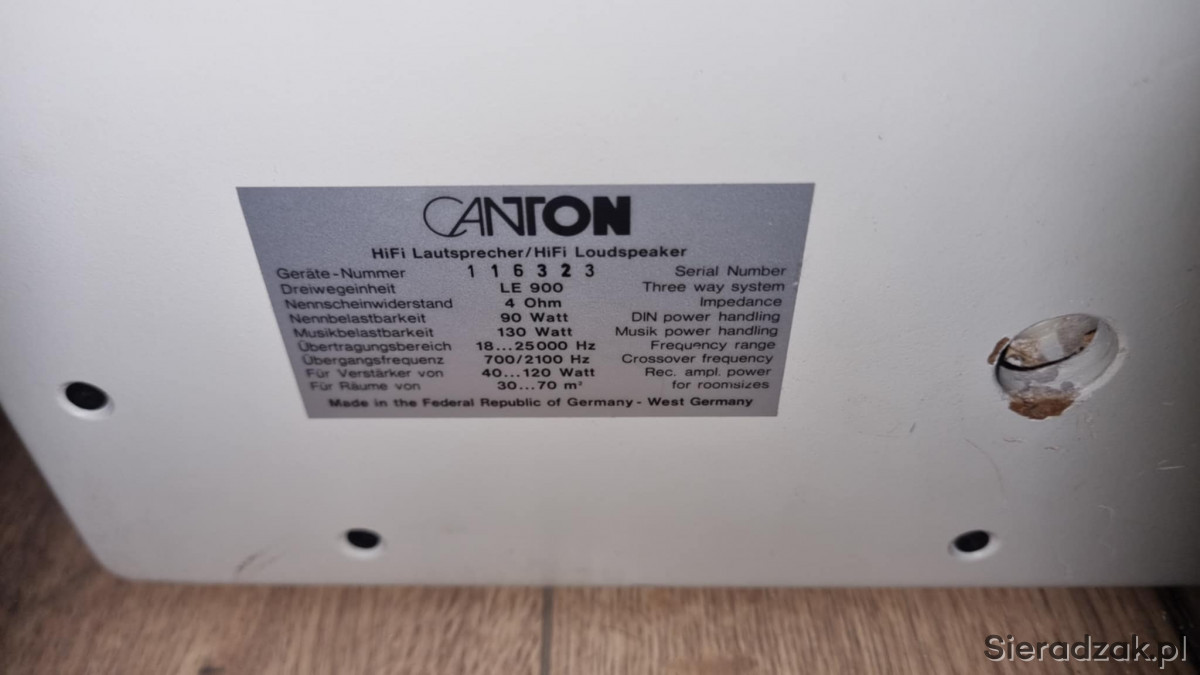 CANTON
HiFi Lautsprecher/HiFi Loudspeaker
Geräte-Nummer 116323 Serial Number
Dreiwegeinheit LE 900 Three way system
Nennscheinwiderstand 4 Ohm Impedance
Nennbelastbarkeit 90 Watt DIN power handling
Musikbelastbarkeit 130 Watt Musik power handling
Übertragungsbereich 18...25000 Hz Frequency range
Übergangsfrequenz 700/2100 Hz Crossover frequency
Für Verstärker von 40...120 Watt Rec. ampl. power
Für Räume von 30...70 m² for roomsizes
Made in the Federal Republic of Germany - West Germany
Sieradzak.pl